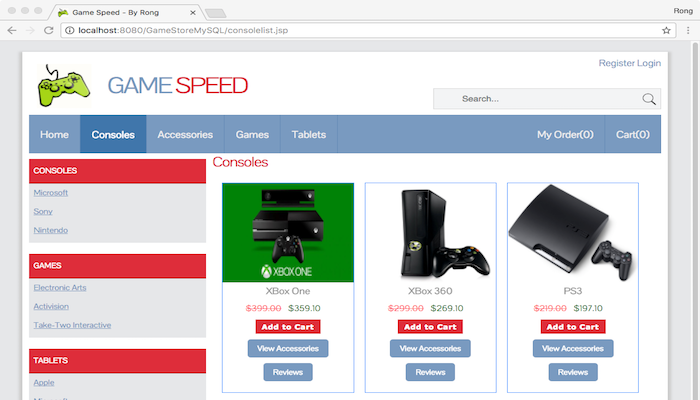 Game Speed - By Rong
Rong
localhost:8080/GameStoreMySQL/consolelist.jsp
Register Login
GAME SPEED
Search...
Home Consoles Accessories Games Tablets My Order(0) Cart(0)
CONSOLES
Microsoft
Sony
Nintendo
GAMES
Electronic Arts
Activision
Take-Two Interactive
TABLETS
Apple
Consoles
XBOX ONE
XBox One
$399.00 $359.10
Add to Cart
View Accessories
Reviews
XBox 360
$299.00 $269.10
Add to Cart
View Accessories
Reviews
PS3
$219.00 $197.10
Add to Cart
View Accessories
Reviews